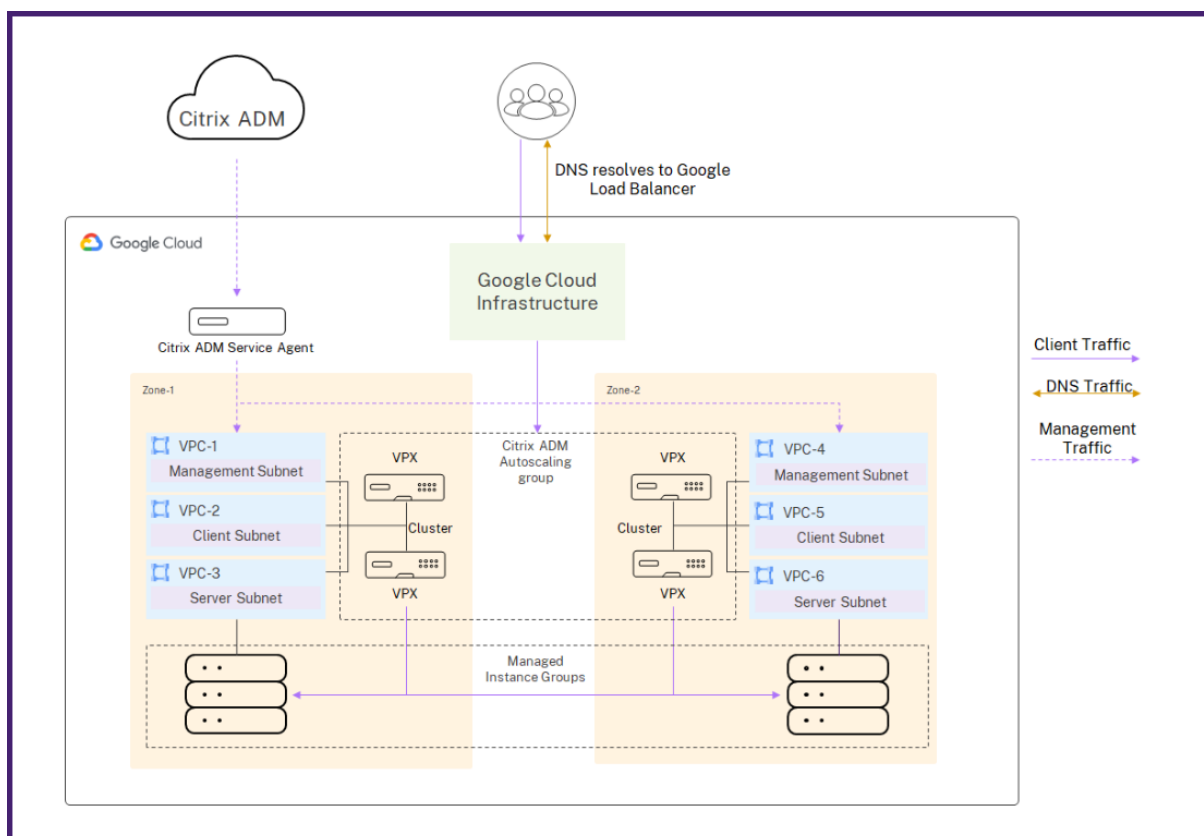 Citrix ADM
DNS resolves to Google
Load Balancer
Google Cloud
Google Cloud
Infrastructure
Citrix ADM Service Agent
Client Traffic
DNS Traffic
Management
Traffic
Zone-1
Zone-2
VPC-1
Management Subnet
VPC-2
Client Subnet
VPC-3
Server Subnet
VPX
Cluster
VPX
Citrix ADM
Autoscaling
group
VPX
Cluster
VPX
VPC-4
Management Subnet
VPC-5
Client Subnet
VPC-6
Server Subnet
Managed
Instance Groups